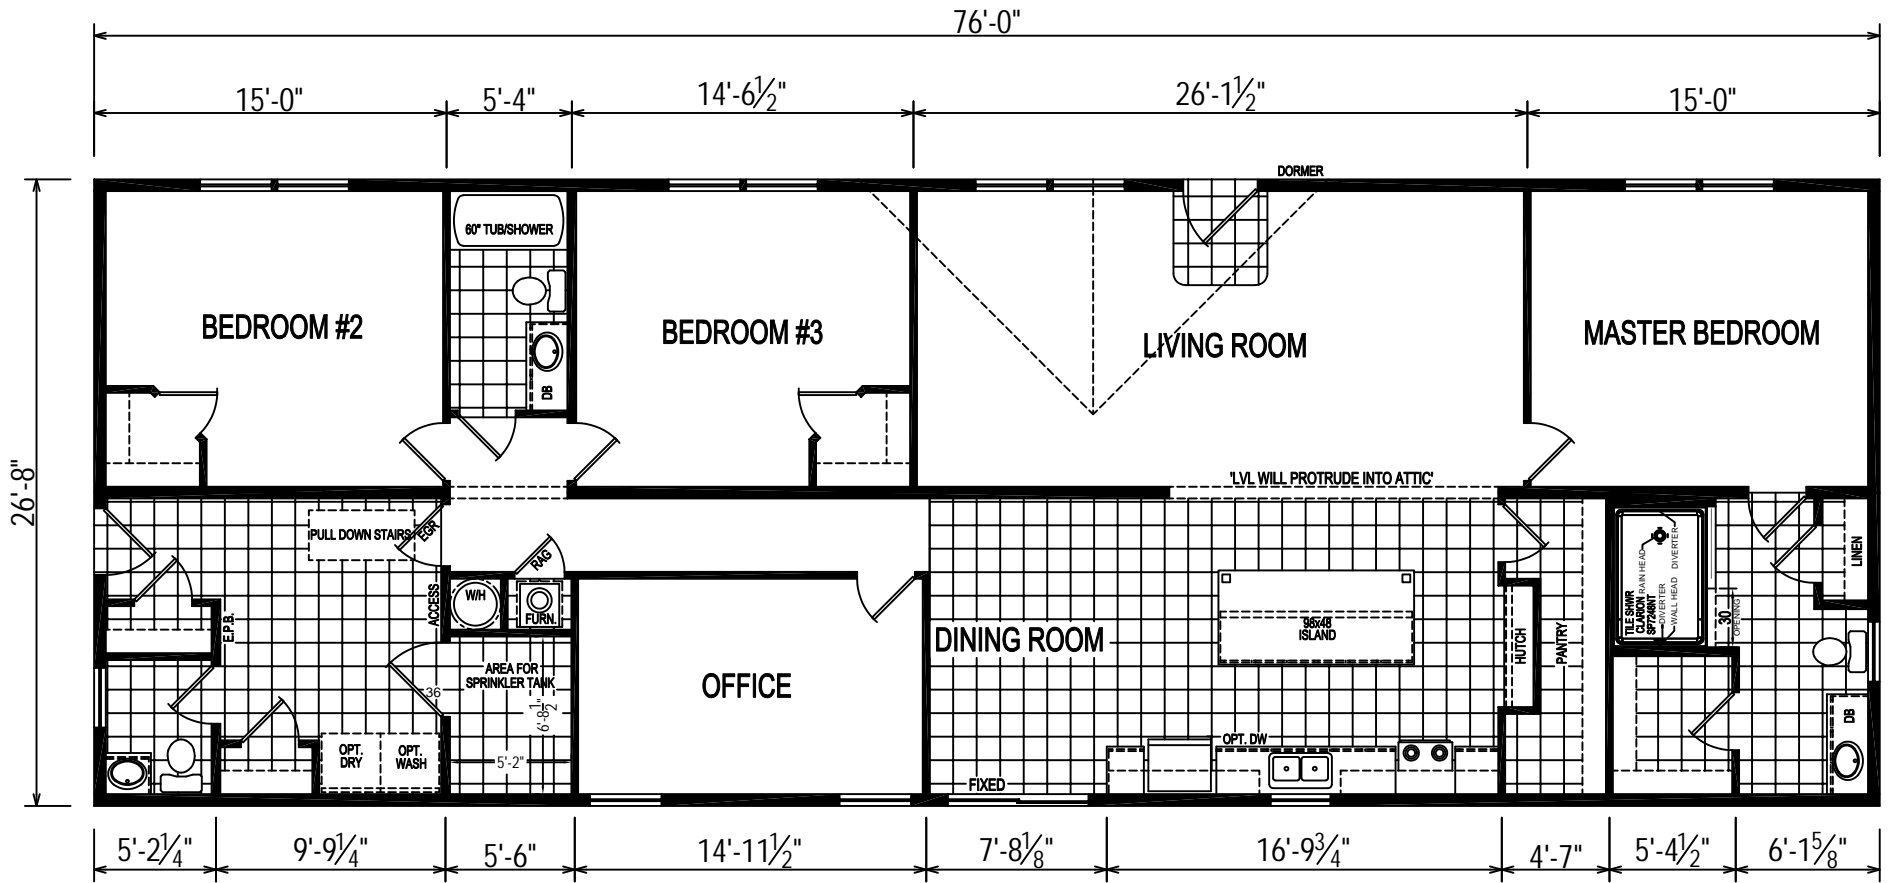 76'-0"
15'-0"
5'-4"
14'-6½"
26'-1½"
15'-0"
DORMER
60" TUB/SHOWER
BEDROOM #2
BEDROOM #3
LIVING ROOM
MASTER BEDROOM
DB
26'-8"
'LVL WILL PROTRUDE INTO ATTIC'
PULL DOWN STAIRS
EGR
RAG
W/H
FURN.
ACCESS
E.P.B.
AREA FOR
SPRINKLER TANK
36
6'-8½"
5'-2"
OPT.
DRY
OPT.
WASH
OFFICE
DINING ROOM
98x48
ISLAND
HUTCH
PANTRY
OPT. DW
FIXED
TILE SHWR
CLARION
SP7248NT
RAIN HEAD
DIVERTER
DIVERTER
W/WALL HEAD
30
OPENING
LINEN
DB
5'-2¼"
9'-9¼"
5'-6"
14'-11½"
7'-8⅛"
16'-9¾"
4'-7"
5'-4½"
6'-1⅝"